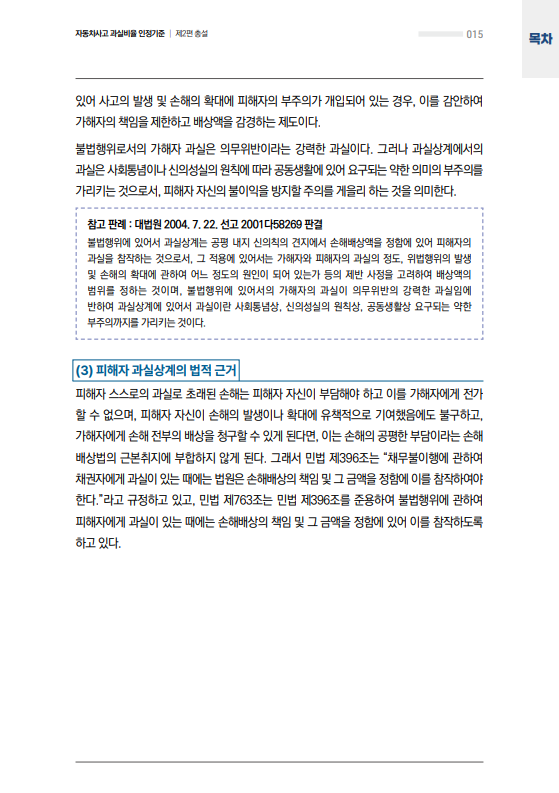 자동차사고 과실비율 인정기준 | 제2편 총설
015
목차
있어 사고의 발생 및 손해의 확대에 피해자의 부주의가 개입되어 있는 경우, 이를 감안하여
가해자의 책임을 제한하고 배상액을 감경하는 제도이다.
불법행위로서의 가해자 과실은 의무위반이라는 강력한 과실이다. 그러나 과실상계에서의
과실은 사회통념이나 신의성실의 원칙에 따라 공동생활에 있어 요구되는 약한 의미의 부주의를
가리키는 것으로서, 피해자 자신의 불이익을 방지할 주의를 게을리 하는 것을 의미한다.
참고 판례 : 대법원 2004. 7. 22. 선고 2001다58269 판결
불법행위에 있어서 과실상계는 공평 내지 신의칙의 견지에서 손해배상액을 정함에 있어 피해자의
과실을 참작하는 것으로서, 그 적용에 있어서는 가해자와 피해자의 과실의 정도, 위법행위의 발생
및 손해의 확대에 관하여 어느 정도의 원인이 되어 있는가 등의 제반 사정을 고려하여 배상액의
범위를 정하는 것이며, 불법행위에 있어서의 가해자의 과실이 의무위반의 강력한 과실임에
반하여 과실상계에 있어서 과실이란 사회통념상, 신의성실의 원칙상, 공동생활상 요구되는 약한
부주의까지를 가리키는 것이다.
(3) 피해자 과실상계의 법적 근거
피해자 스스로의 과실로 초래된 손해는 피해자 자신이 부담해야 하고 이를 가해자에게 전가
할 수 없으며, 피해자 자신이 손해의 발생이나 확대에 유책적으로 기여했음에도 불구하고,
가해자에게 손해 전부의 배상을 청구할 수 있게 된다면, 이는 손해의 공평한 부담이라는 손해
배상법의 근본취지에 부합하지 않게 된다. 그래서 민법 제396조는 “채무불이행에 관하여
채권자에게 과실이 있는 때에는 법원은 손해배상의 책임 및 그 금액을 정함에 이를 참작하여야
한다.”라고 규정하고 있고, 민법 제763조는 민법 제396조를 준용하여 불법행위에 관하여
피해자에게 과실이 있는 때에는 손해배상의 책임 및 그 금액을 정함에 있어 이를 참작하도록
하고 있다.